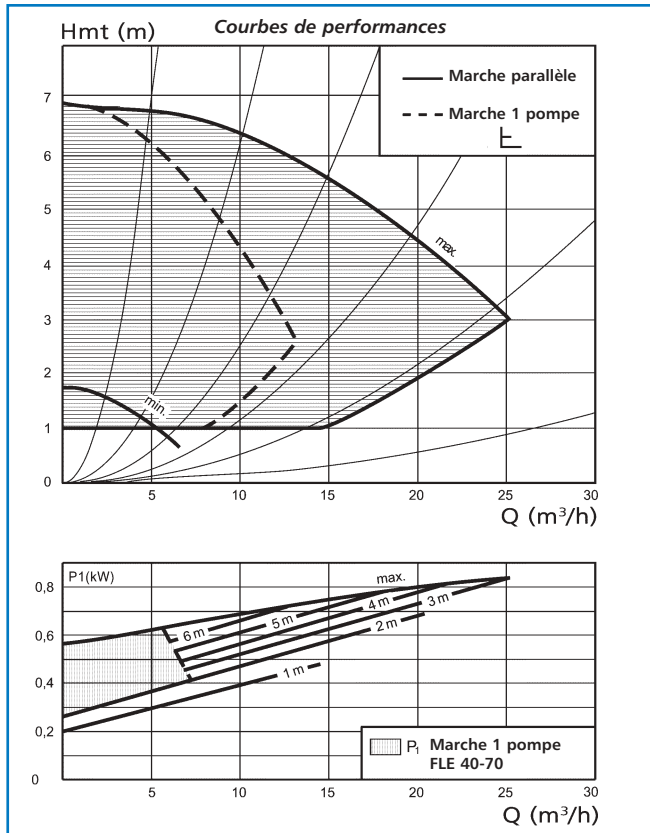 Courbes de performances
Hmt (m)
Marche parallèle
Marche 1 pompe
7
6
5
4
3
2
1
0
max.
min.
5 10 15 20 25 30
Q (m³/h)
P1(kW)
max.
0,8
0,6
0,4
0,2
0
6 m
5 m
4 m
3 m
2 m
1 m
P₁ Marche 1 pompe
FLE 40-70
5 10 15 20 25 30
Q (m³/h)